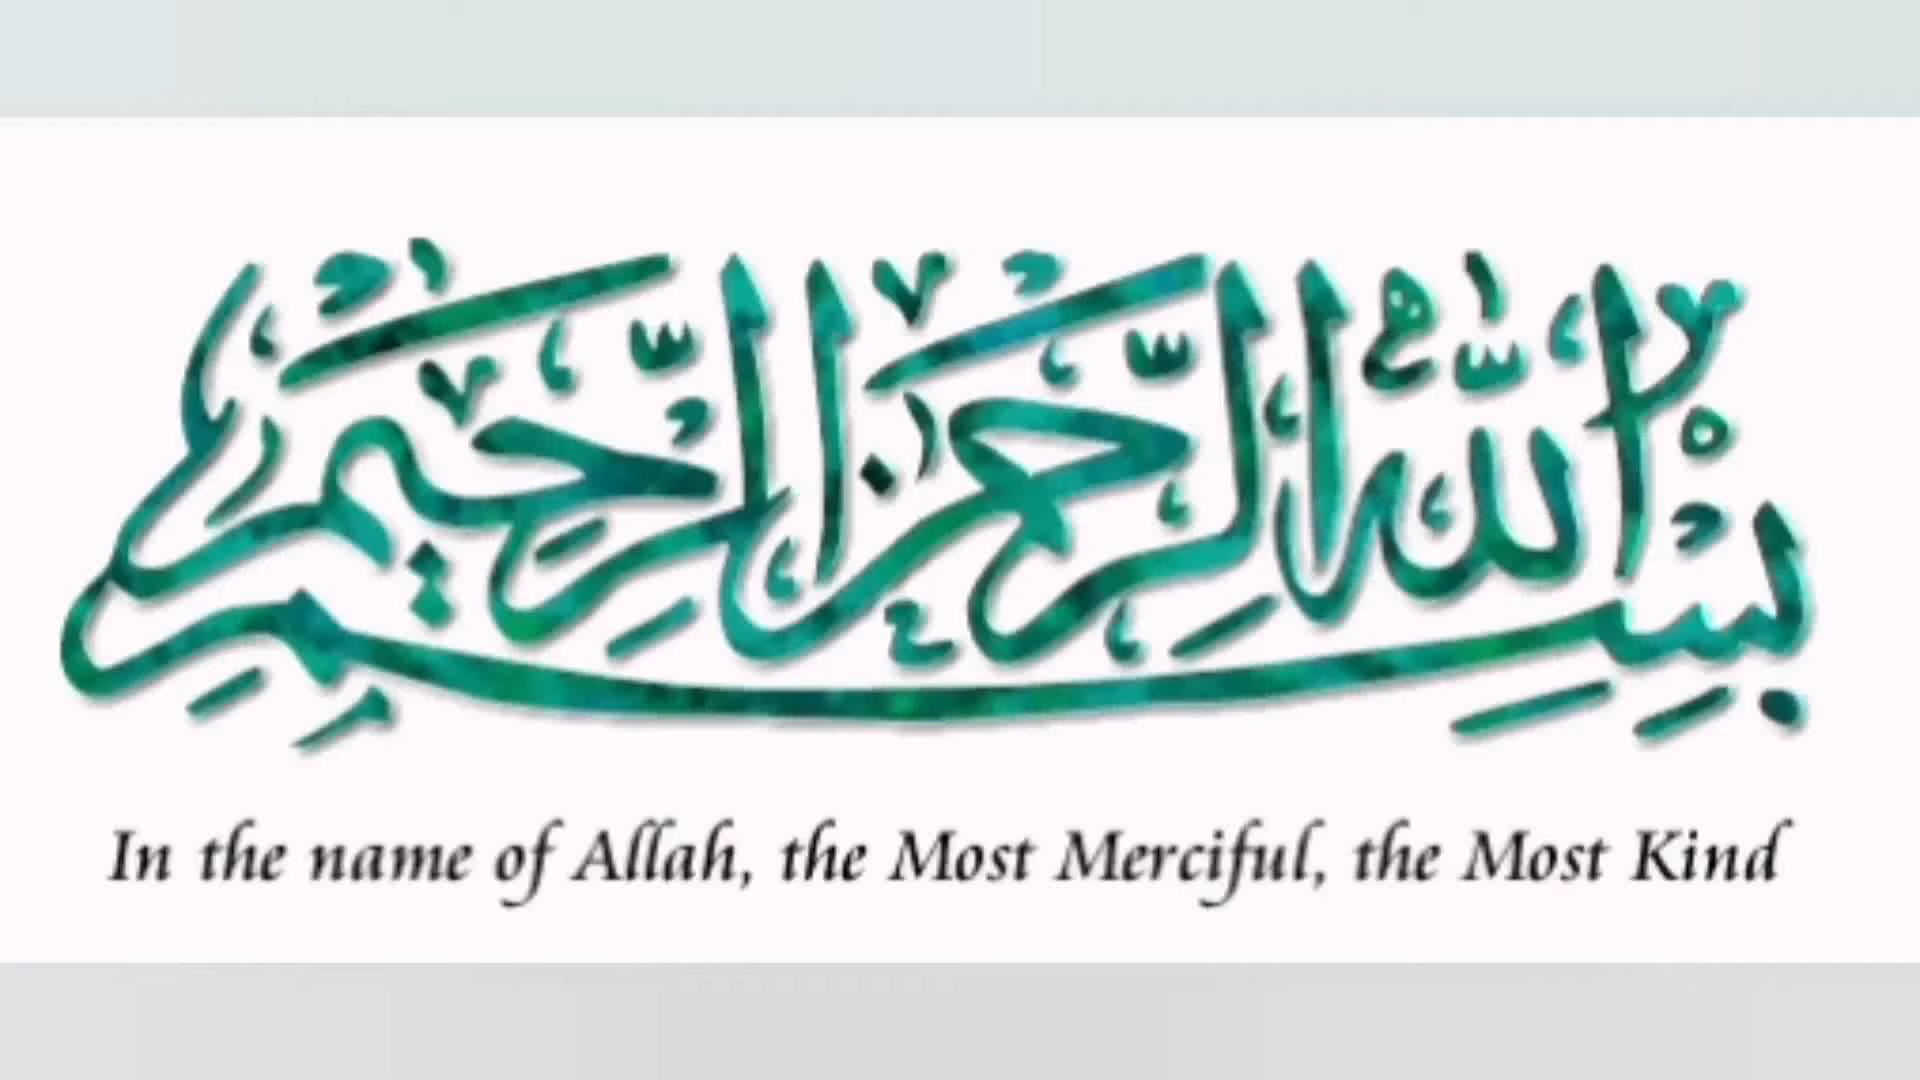 بِسْمِ اللَّهِ الرَّحْمَٰنِ الرَّحِيمِ
In the name of Allah, the Most Merciful, the Most Kind